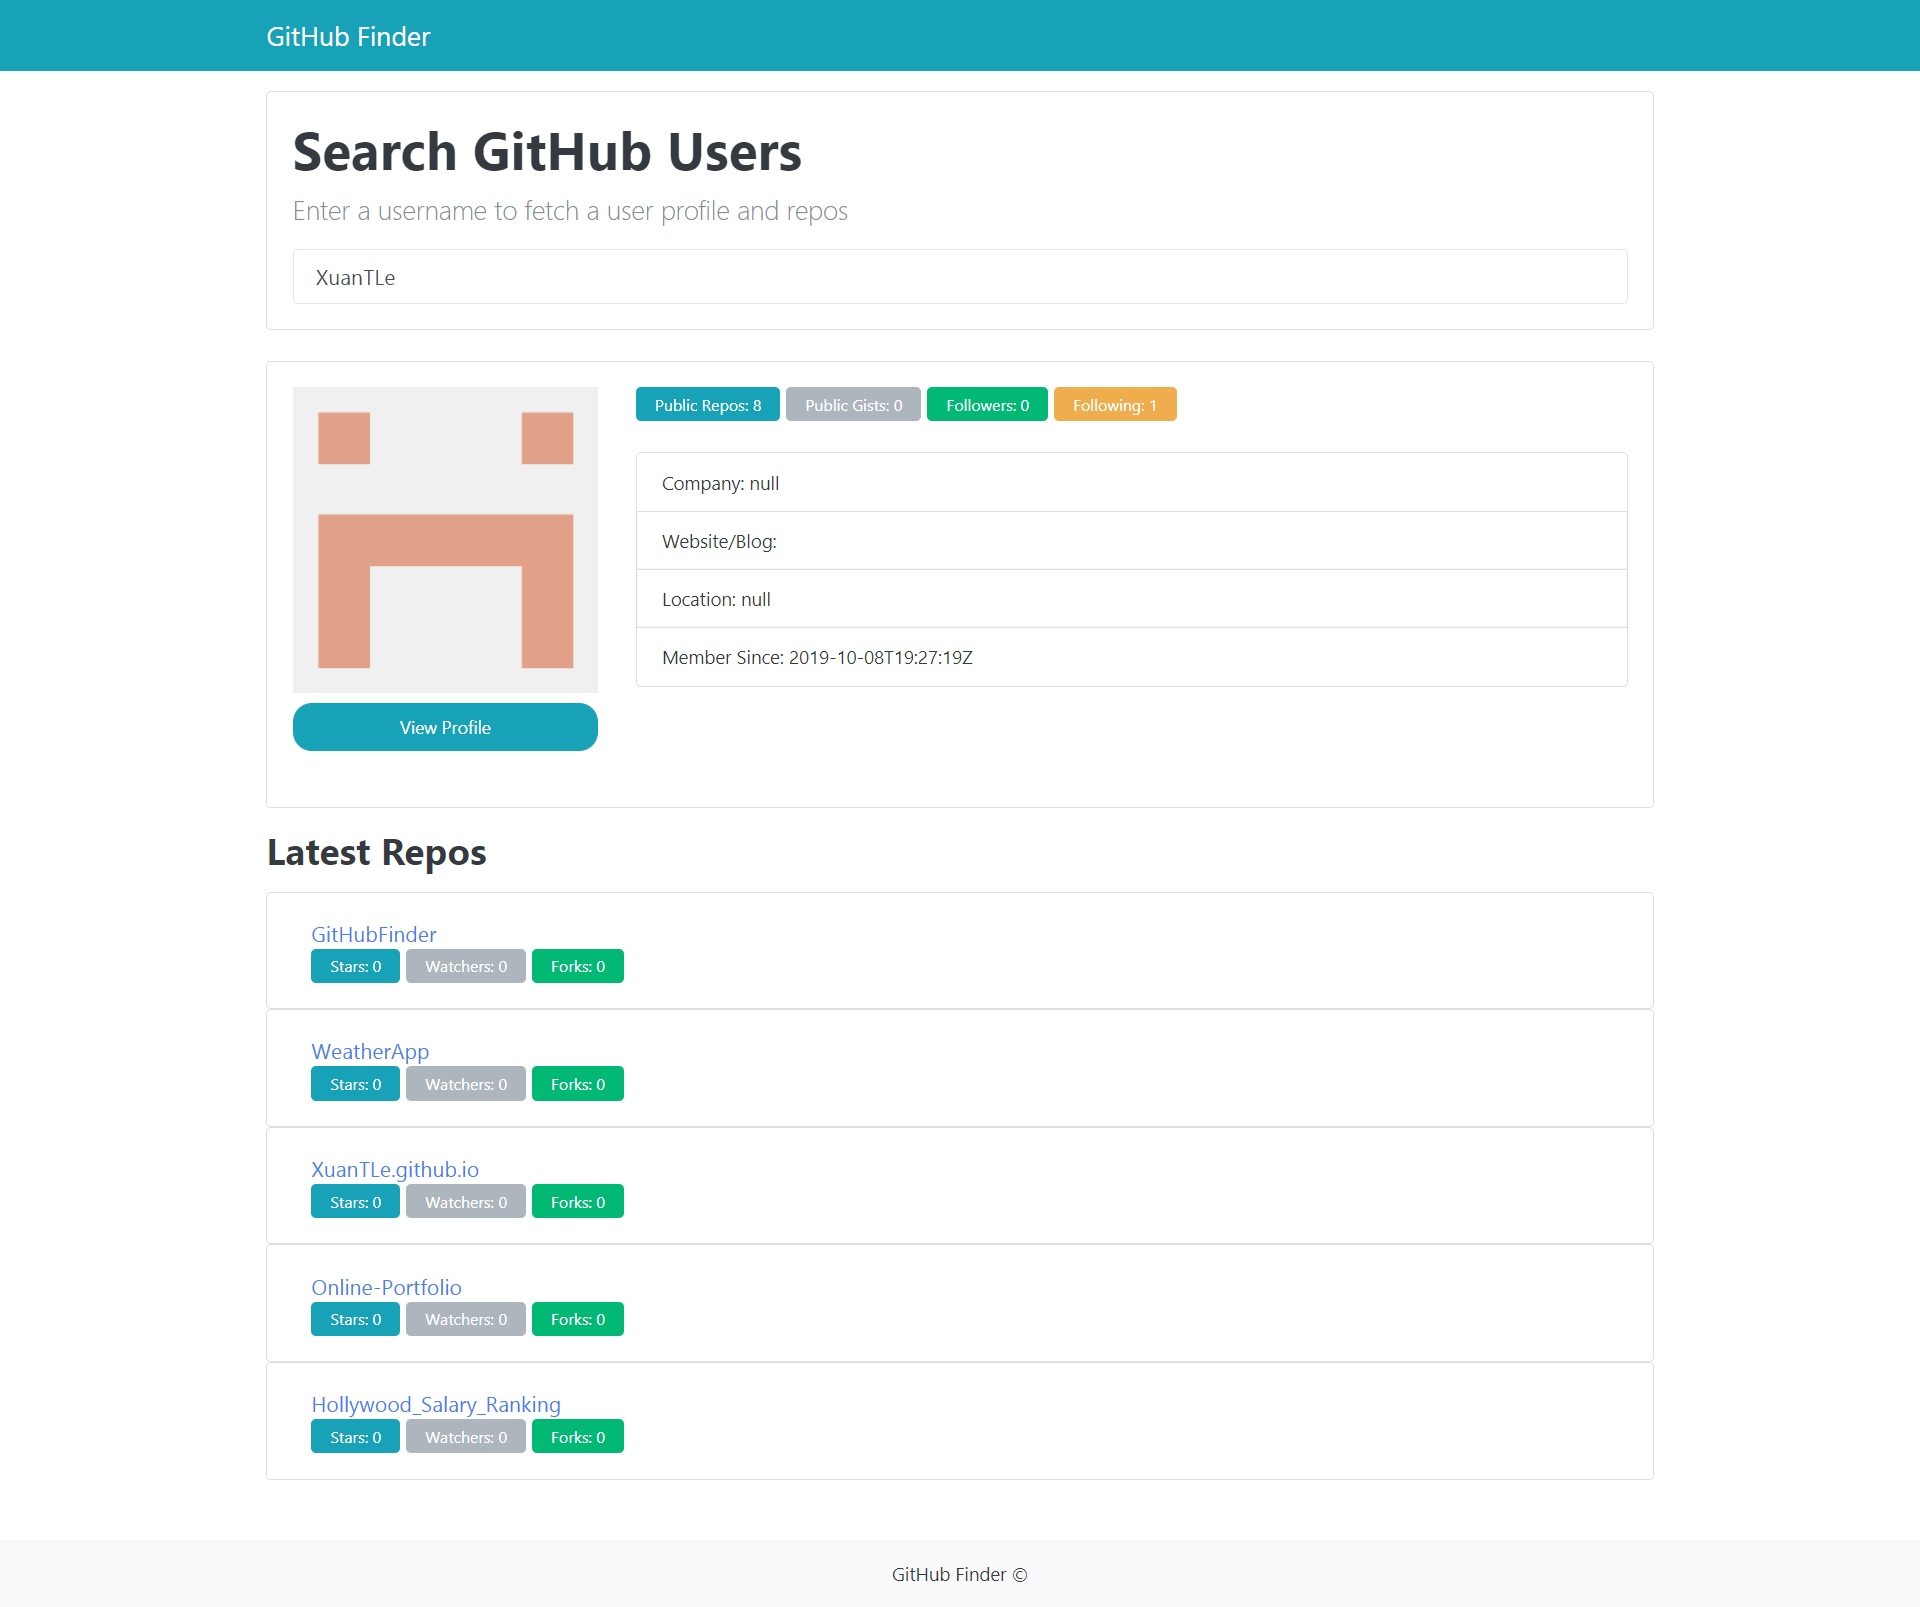 GitHub Finder
Search GitHub Users
Enter a username to fetch a user profile and repos
XuanTLe
Public Repos: 8 Public Gists: 0 Followers: 0 Following: 1
Company: null
Website/Blog:
Location: null
Member Since: 2019-10-08T19:27:19Z
View Profile
Latest Repos
GitHubFinder
Stars: 0 Watchers: 0 Forks: 0
WeatherApp
Stars: 0 Watchers: 0 Forks: 0
XuanTLe.github.io
Stars: 0 Watchers: 0 Forks: 0
Online-Portfolio
Stars: 0 Watchers: 0 Forks: 0
Hollywood_Salary_Ranking
Stars: 0 Watchers: 0 Forks: 0
GitHub Finder ©